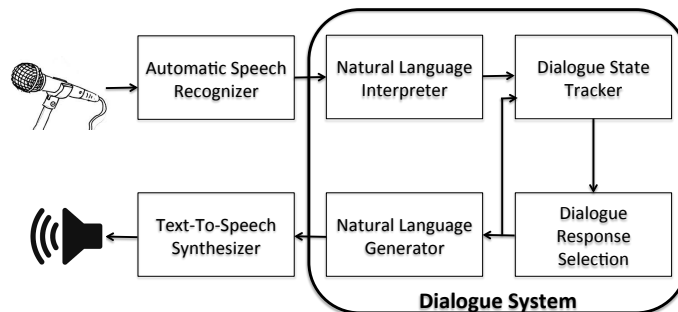 Automatic Speech
Recognizer
Natural Language
Interpreter
Dialogue State
Tracker
Text-To-Speech
Synthesizer
Natural Language
Generator
Dialogue
Response
Selection
Dialogue System